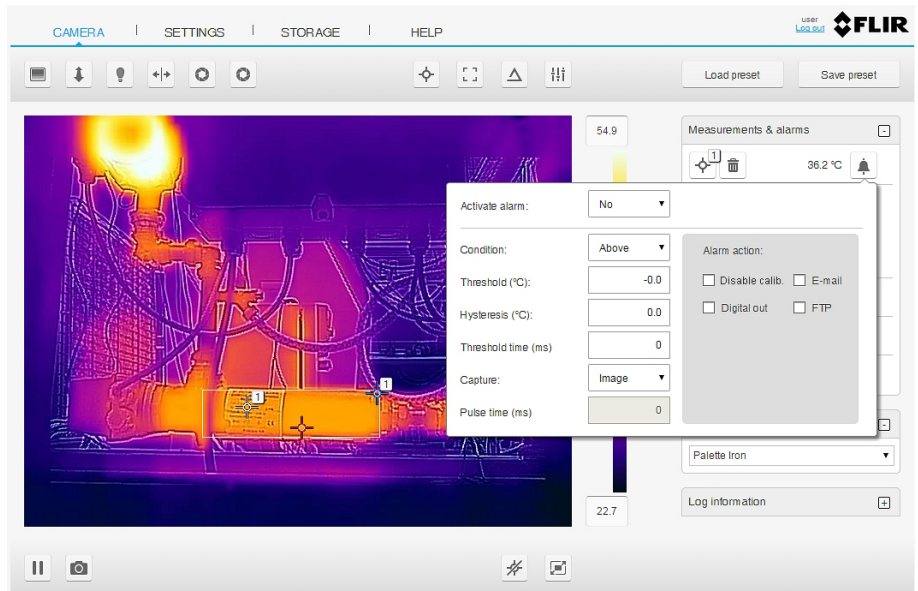 user
Log out
FLIR
CAMERA
SETTINGS
STORAGE
HELP
Load preset
Save preset
54.9
Measurements & alarms
1
36.2 °C
Activate alarm:
No
Condition:
Above
Alarm action:
Threshold (°C):
-0.0
Disable calib.
E-mail
Hysteresis (°C):
0.0
Digital out
FTP
Threshold time (ms)
0
Capture:
Image
Pulse time (ms)
0
1
1
Palette Iron
22.7
Log information